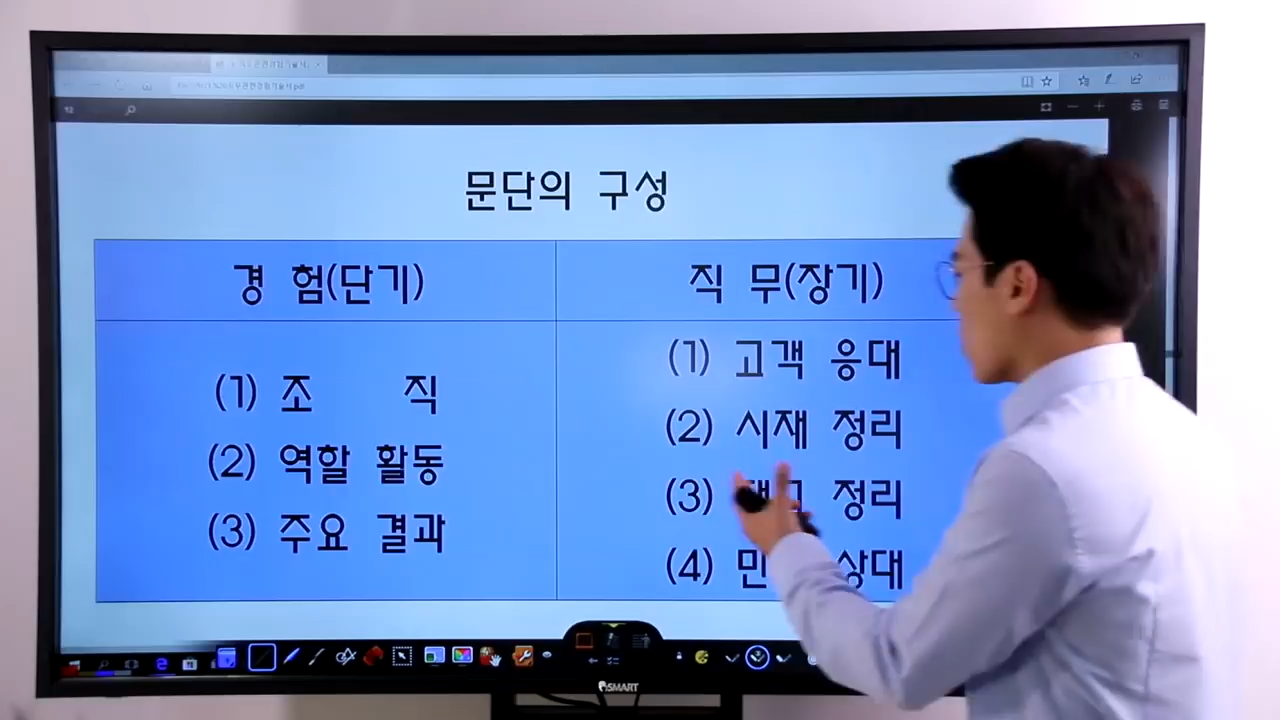 문단의 구성
경 험(단기)
직 무(장기)
(1) 조 직
(2) 역할 활동
(3) 주요 결과
(1) 고객 응대
(2) 시재 정리
(3) 정리
(4) 민 상대
SMART